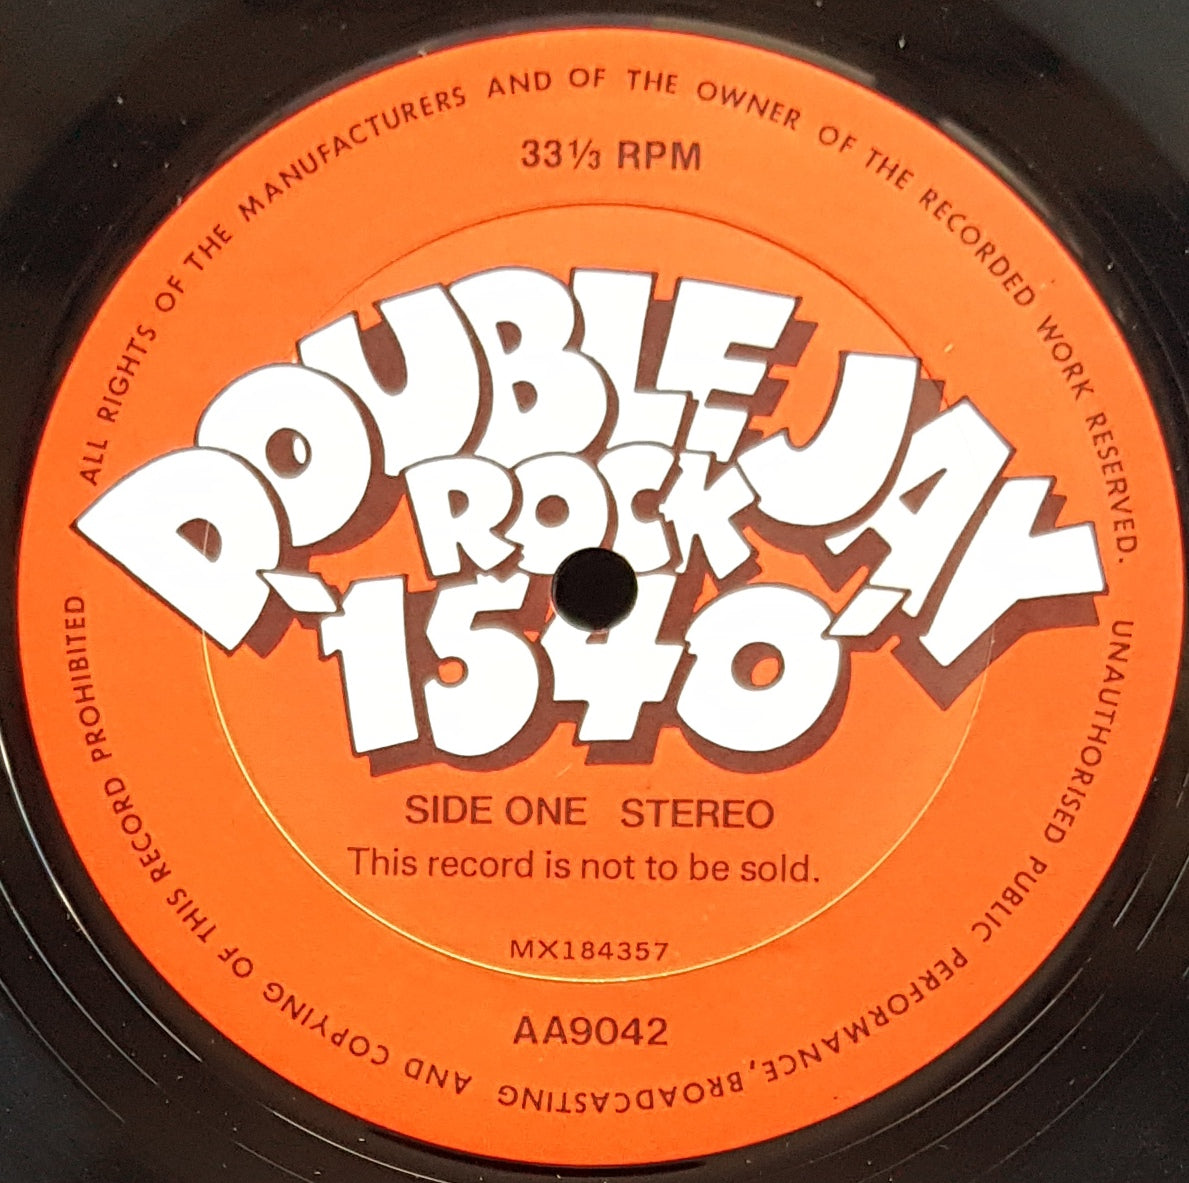 ALL RIGHTS OF THE MANUFACTURERS AND OF THE OWNER OF THE RECORDED WORK RESERVED. UNAUTHORISED PUBLIC PERFORMANCE, BROADCASTING AND COPYING OF THIS RECORD PROHIBITED
33⅓ RPM
DOUBLE JAY
ROCK
'1540'
SIDE ONE STEREO
This record is not to be sold.
MX184357
AA9042